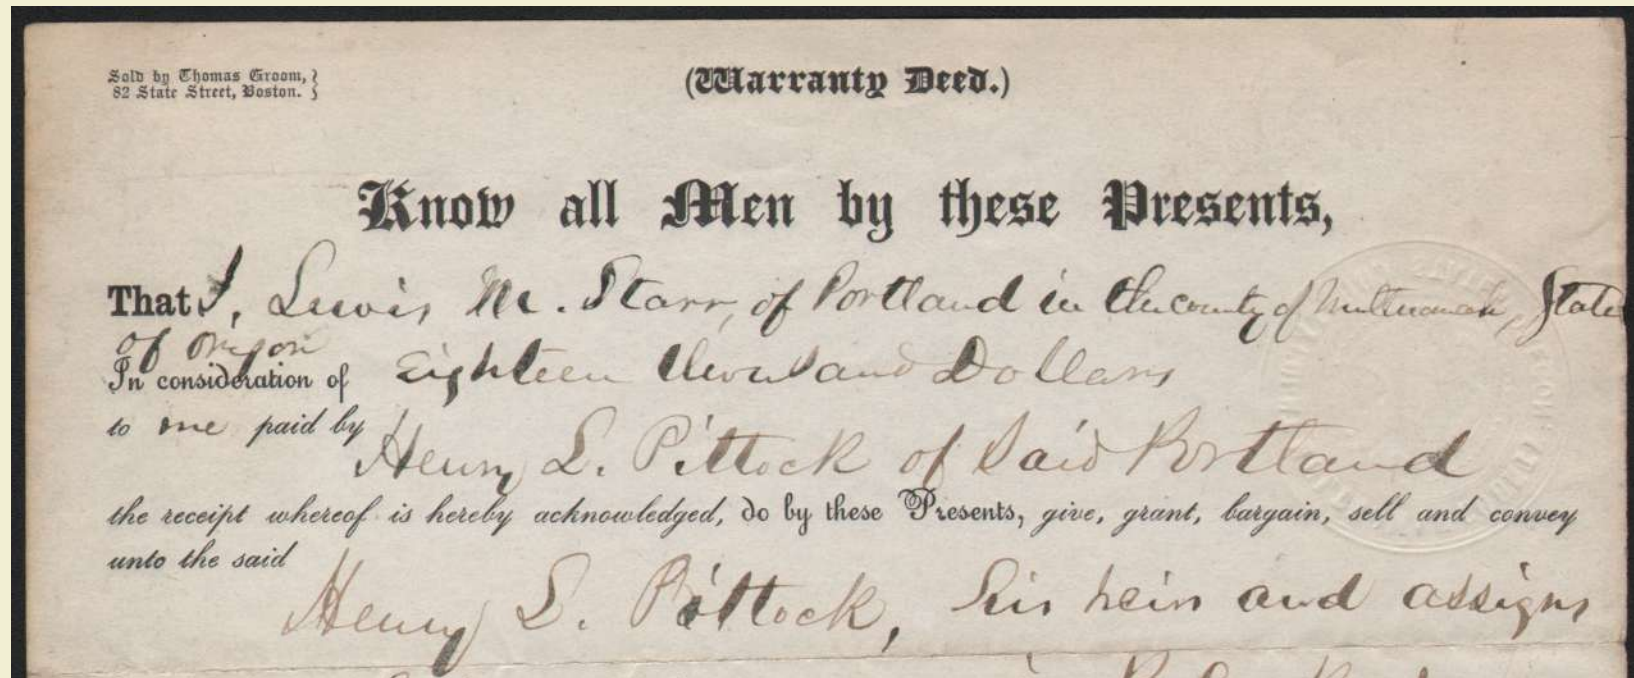 Sold by Thomas Groom,
82 State Street, Boston.
(Warranty Deed.)
Know all Men by these Presents,
That I, Lewis M. Starr, of Portland in the county of Multnomah, State
of Oregon
In consideration of Eighteen thousand Dollars
to me paid by
Henry L. Pittock of said Portland
the receipt whereof is hereby acknowledged, do by these Presents, give, grant, bargain, sell and convey
unto the said
Henry L. Pittock, his heirs and assigns